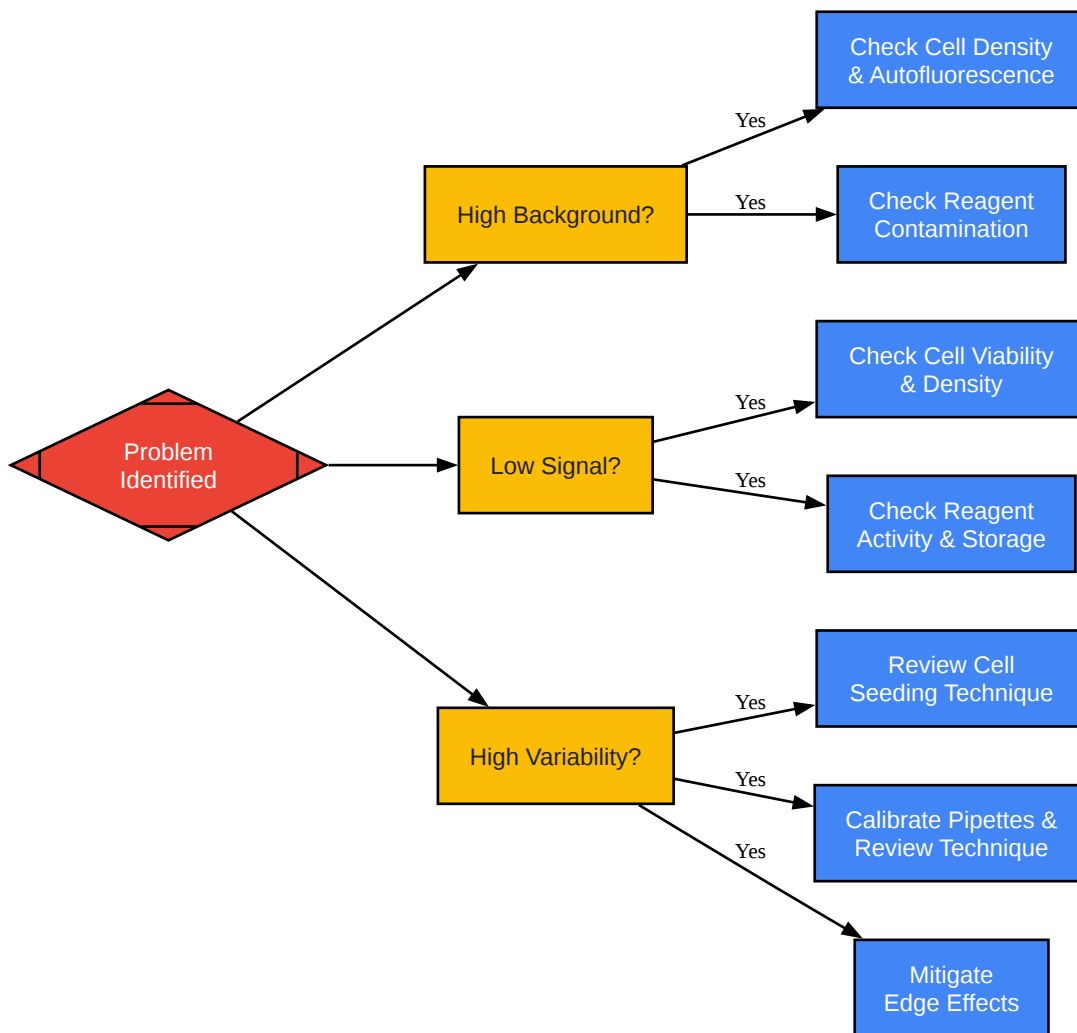 Check Cell Density
& Autofluorescence
Yes
High Background?
Yes
Check Reagent
Contamination
Problem
Identified
Low Signal?
Yes
Check Cell Viability
& Density
Yes
Check Reagent
Activity & Storage
High Variability?
Yes
Review Cell
Seeding Technique
Yes
Calibrate Pipettes &
Review Technique
Yes
Mitigate
Edge Effects